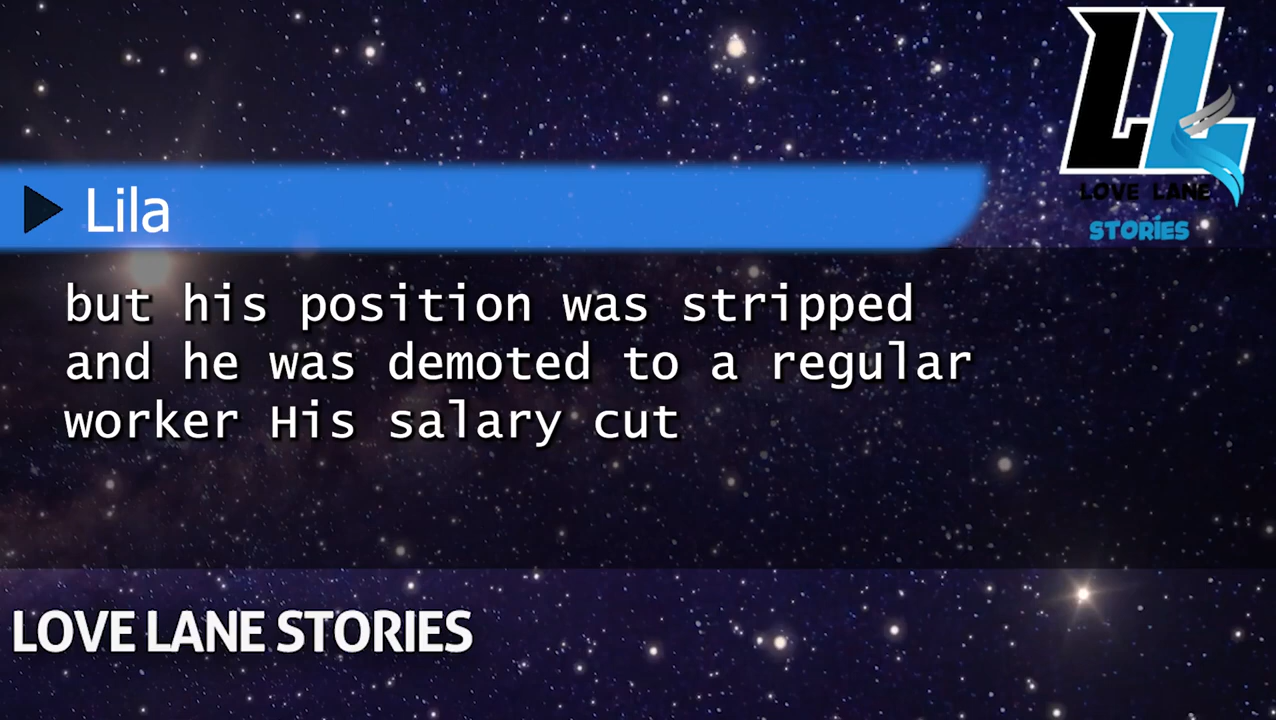 LL
LOVE LANE
STORIES
Lila
but his position was stripped
and he was demoted to a regular
worker His salary cut
LOVE LANE STORIES